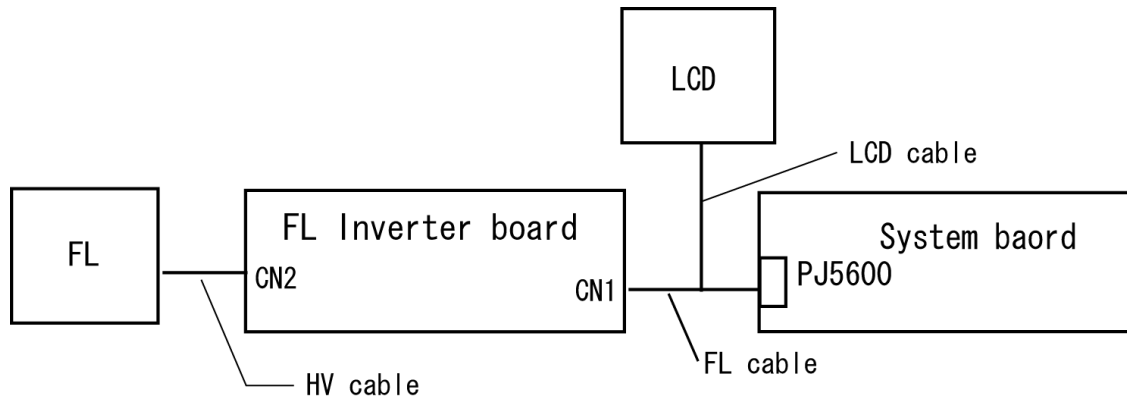 LCD
LCD cable
FL
FL Inverter board
System baord
CN2
CN1
PJ5600
FL cable
HV cable